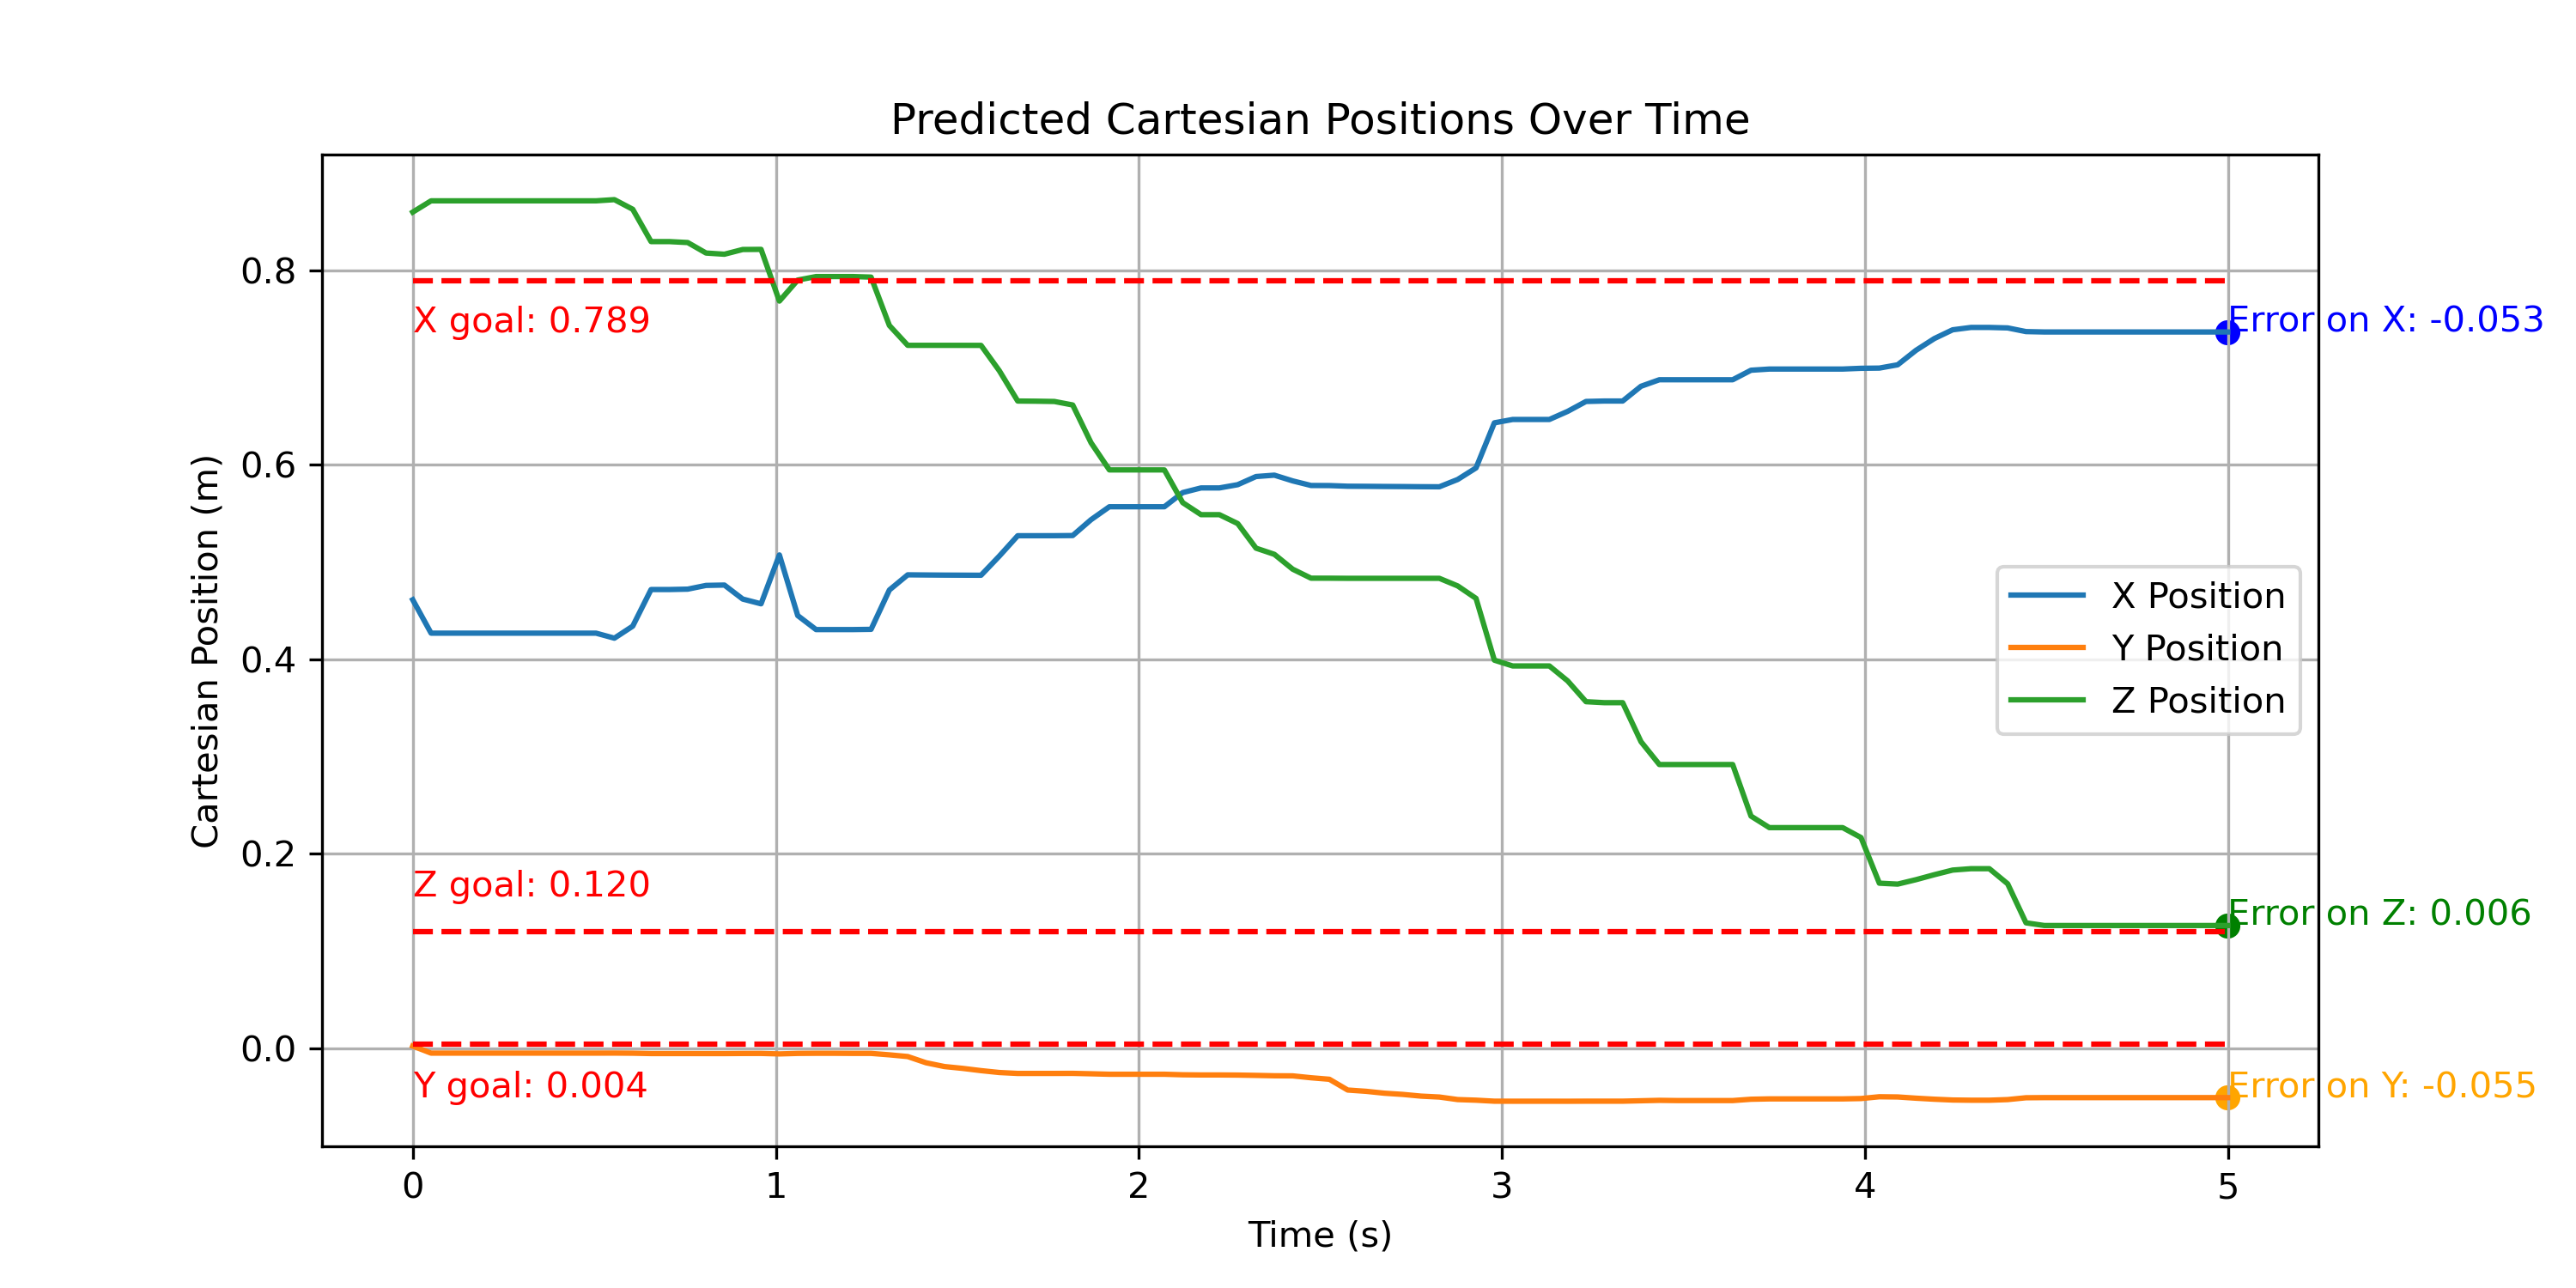 Predicted Cartesian Positions Over Time
Cartesian Position (m)
0.8
0.6
0.4
0.2
0.0
X goal: 0.789
Error on X: -0.053
X Position
Y Position
Z Position
Z goal: 0.120
Error on Z: 0.006
Y goal: 0.004
Error on Y: -0.055
0 1 2 3 4 5
Time (s)